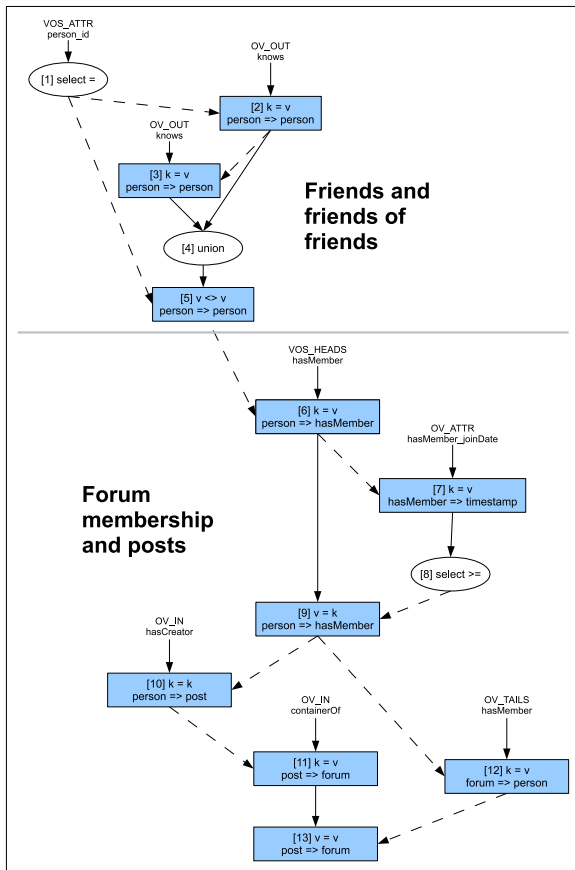 VOS_ATTR
person_id
[1] select =
OV_OUT
knows
[2] k = v
person => person
OV_OUT
knows
[3] k = v
person => person
Friends and
friends of
friends
[4] union
[5] v <> v
person => person
VOS_HEADS
hasMember
[6] k = v
person => hasMember
OV_ATTR
hasMember_joinDate
[7] k = v
hasMember => timestamp
Forum
membership
and posts
[8] select >=
[9] v = k
person => hasMember
OV_IN
hasCreator
[10] k = k
person => post
OV_IN
containerOf
OV_TAILS
hasMember
[11] k = v
post => forum
[12] k = v
forum => person
[13] v = v
post => forum